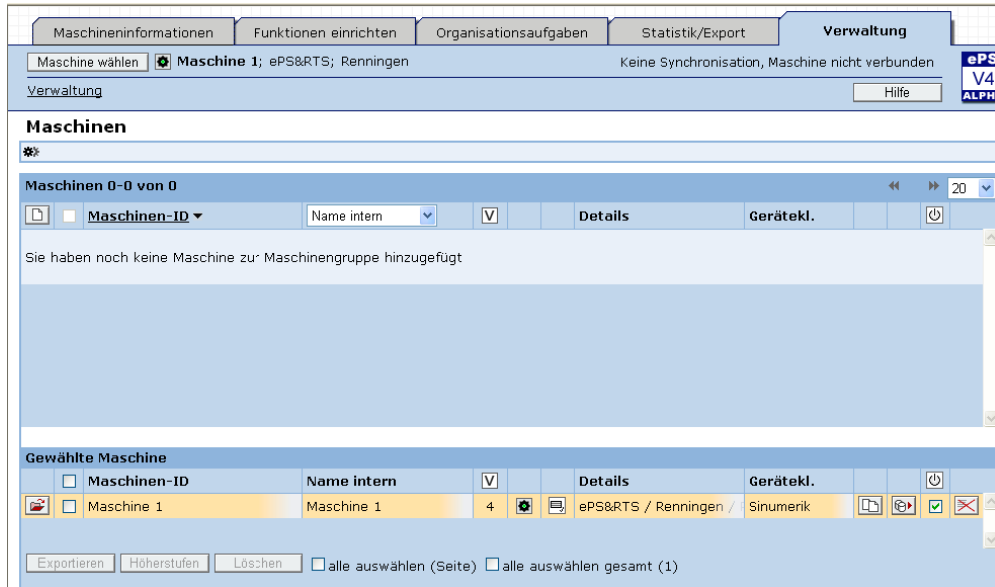 Maschineninformationen Funktionen einrichten Organisationsaufgaben Statistik/Export Verwaltung
Maschine wählen Maschine 1; ePS&RTS; Renningen Keine Synchronisation, Maschine nicht verbunden ePS
V4
Verwaltung Hilfe ALPH
Maschinen
Maschinen 0-0 von 0 20
Maschinen-ID Name intern V Details Gerätekl.
Sie haben noch keine Maschine zur Maschinengruppe hinzugefügt
Gewählte Maschine
Maschinen-ID Name intern V Details Gerätekl.
Maschine 1 Maschine 1 4 ePS&RTS / Renningen / Sinumerik
Exportieren Höherstufen Löschen alle auswählen (Seite) alle auswählen gesamt (1)